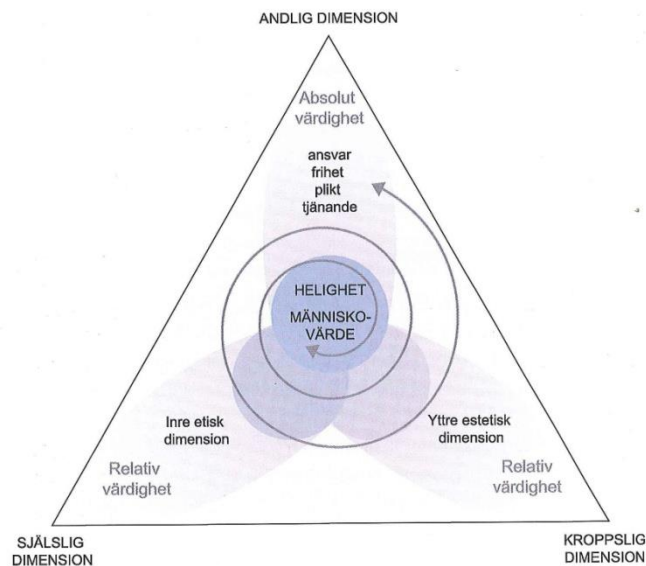 ANDLIG DIMENSION
Absolut
värdighet
ansvar
frihet
plikt
tjänande
HELIGHET
MÄNNISKO-
VÄRDE
Inre etisk
dimension
Yttre estetisk
dimension
Relativ
värdighet
Relativ
värdighet
SJÄLSLIG
DIMENSION
KROPPSLIG
DIMENSION